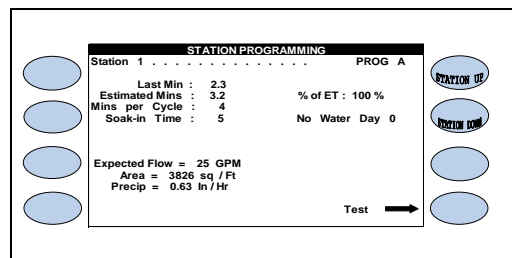 STATION PROGRAMMING
Station 1 . . . . . . . . . . . . . . PROG A
Last Min : 2.3
Estimated Mins : 3.2 % of ET : 100 %
Mins per Cycle : 4
Soak-in Time : 5 No Water Day 0
Expected Flow = 25 GPM
Area = 3826 sq / Ft
Precip = 0.63 In / Hr
Test
STATION UP
STATION DOWN